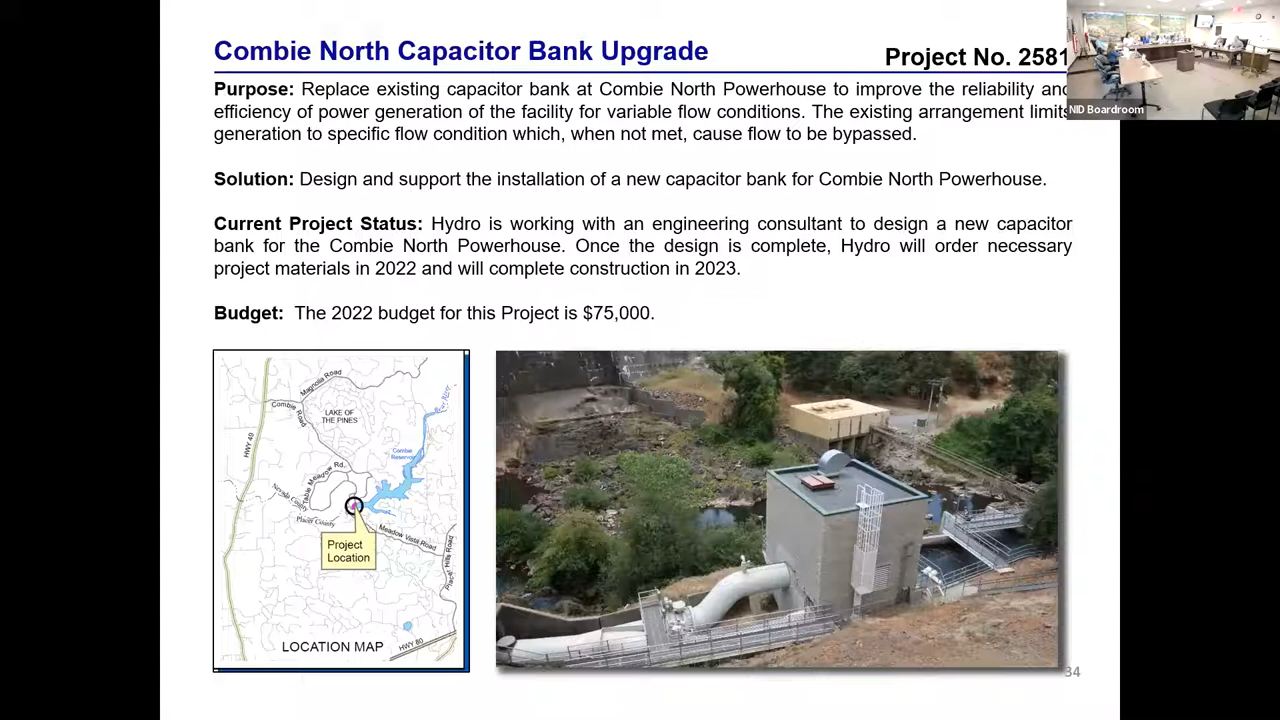 Combie North Capacitor Bank Upgrade
Project No. 2581
NID Boardroom
Purpose: Replace existing capacitor bank at Combie North Powerhouse to improve the reliability and
efficiency of power generation of the facility for variable flow conditions. The existing arrangement limits
generation to specific flow condition which, when not met, cause flow to be bypassed.
Solution: Design and support the installation of a new capacitor bank for Combie North Powerhouse.
Current Project Status: Hydro is working with an engineering consultant to design a new capacitor
bank for the Combie North Powerhouse. Once the design is complete, Hydro will order necessary
project materials in 2022 and will complete construction in 2023.
Budget: The 2022 budget for this Project is $75,000.
Magnolia Road
Combie Road
LAKE OF
THE PINES
HWY 49
Combie
Reservoir
Table Meadow Rd.
Nevada County
Placer County
Meadow Vista Road
Project
Location
Placer Hills Road
HWY 80
LOCATION MAP
34